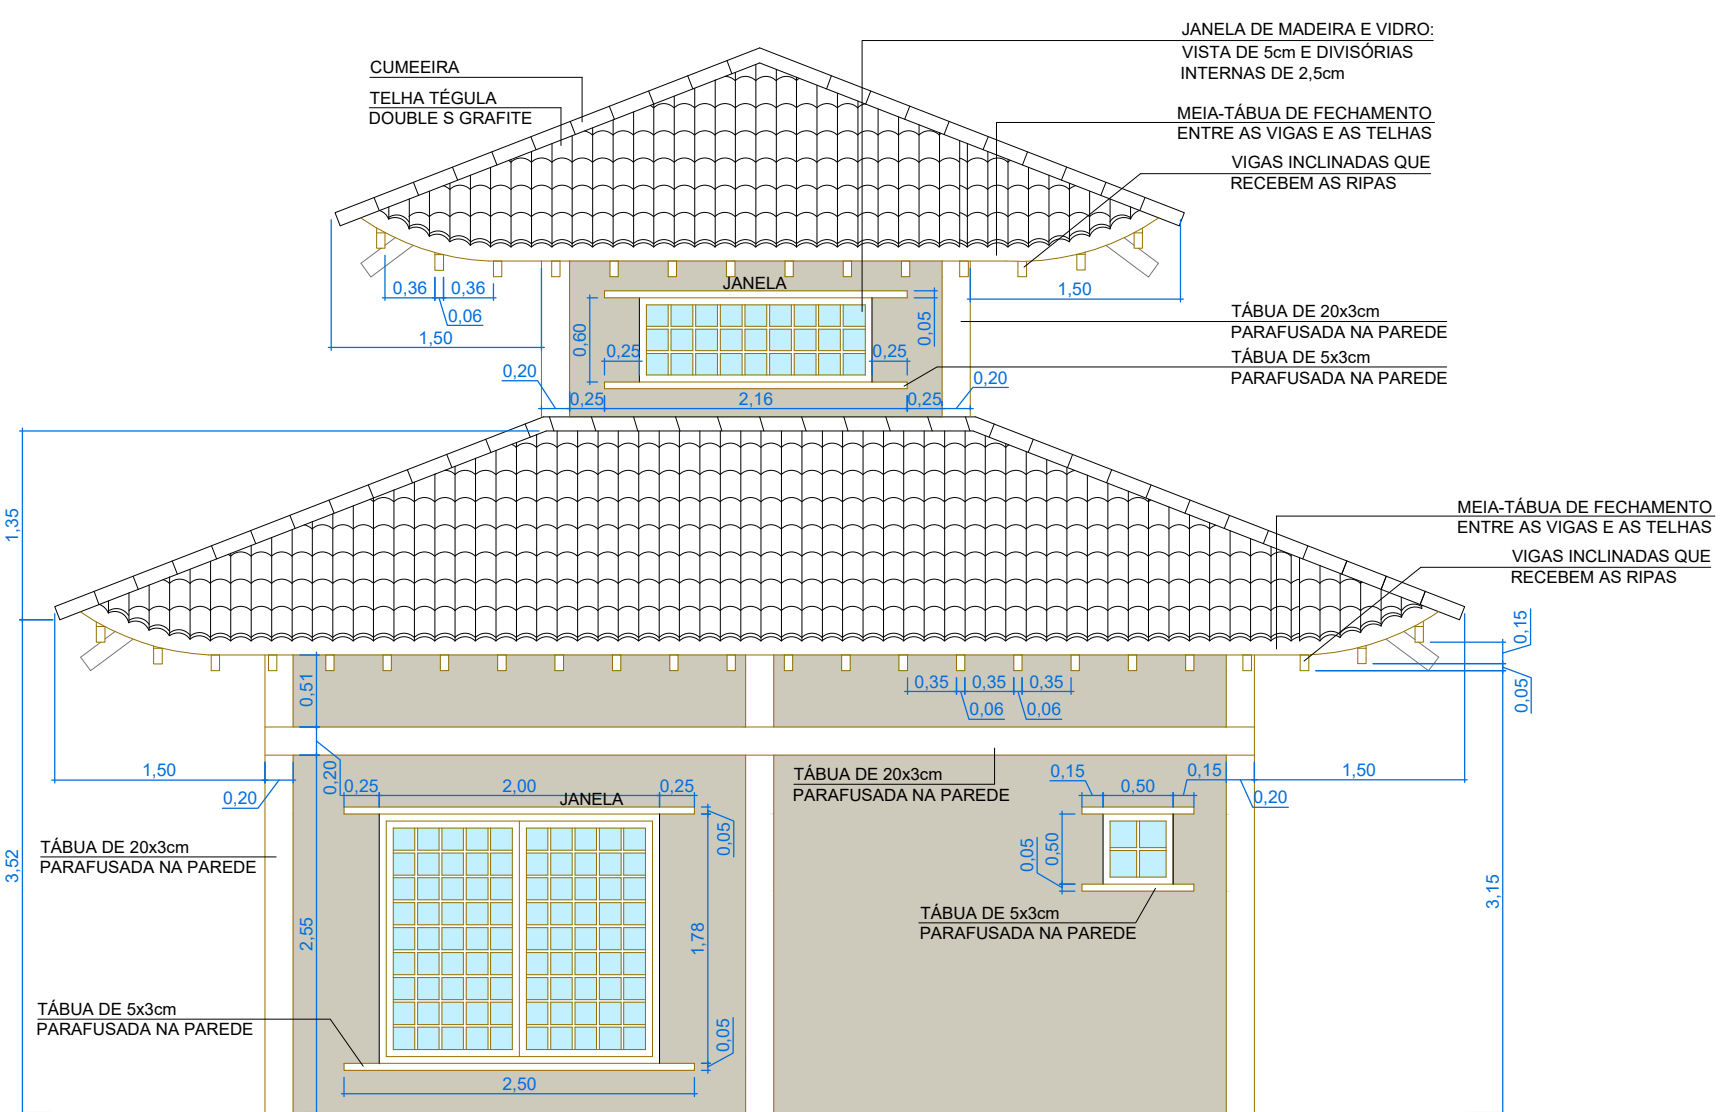 JANELA DE MADEIRA E VIDRO:
VISTA DE 5cm E DIVISÓRIAS
INTERNAS DE 2,5cm
CUMEEIRA
TELHA TÉGULA
DOUBLE S GRAFITE
MEIA-TÁBUA DE FECHAMENTO
ENTRE AS VIGAS E AS TELHAS
VIGAS INCLINADAS QUE
RECEBEM AS RIPAS
JANELA
0,36
0,36
0,06
1,50
1,50
0,60
0,05
0,25
0,25
TÁBUA DE 20x3cm
PARAFUSADA NA PAREDE
TÁBUA DE 5x3cm
PARAFUSADA NA PAREDE
0,20
0,20
0,25
2,16
0,25
1,35
MEIA-TÁBUA DE FECHAMENTO
ENTRE AS VIGAS E AS TELHAS
VIGAS INCLINADAS QUE
RECEBEM AS RIPAS
0,15
0,05
0,51
0,35
0,35
0,35
0,06
0,06
1,50
0,20
0,20
0,25
2,00
0,25
JANELA
TÁBUA DE 20x3cm
PARAFUSADA NA PAREDE
0,15
0,50
0,15
0,20
1,50
0,05
0,05
0,50
TÁBUA DE 20x3cm
PARAFUSADA NA PAREDE
3,52
2,55
1,78
3,15
TÁBUA DE 5x3cm
PARAFUSADA NA PAREDE
TÁBUA DE 5x3cm
PARAFUSADA NA PAREDE
0,05
2,50